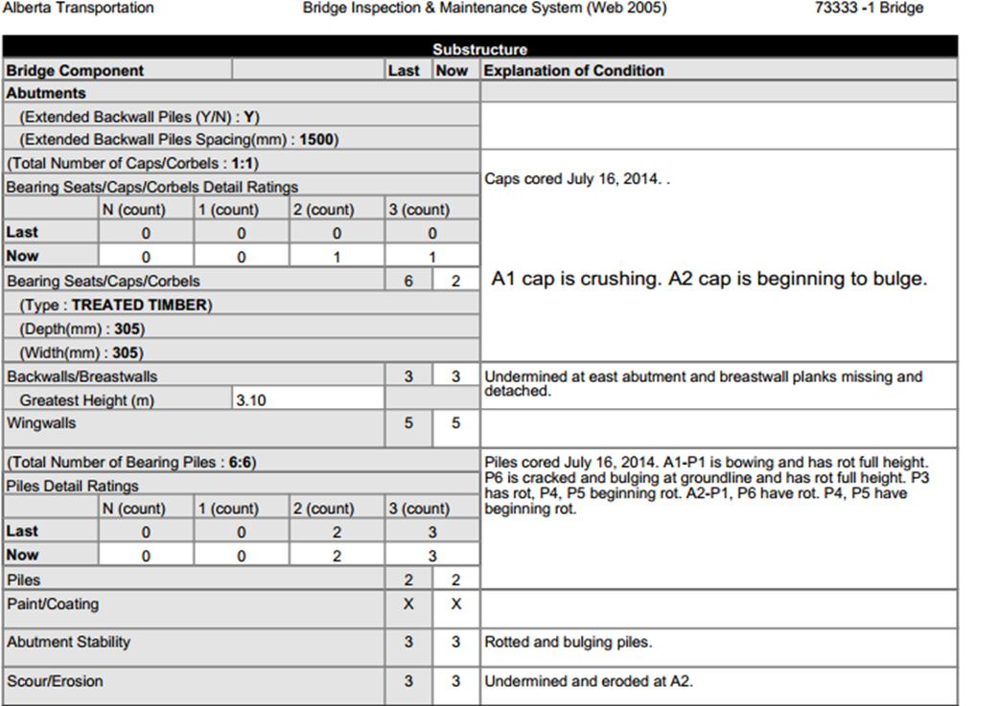 Alberta Transportation Bridge Inspection & Maintenance System (Web 2005) 73333 -1 Bridge
Substructure
Bridge Component Last Now Explanation of Condition
Abutments
(Extended Backwall Piles (Y/N) : Y)
(Extended Backwall Piles Spacing(mm) : 1500)
(Total Number of Caps/Corbels : 1:1)
Caps cored July 16, 2014. .
Bearing Seats/Caps/Corbels Detail Ratings
N (count) 1 (count) 2 (count) 3 (count)
Last 0 0 0 0
Now 0 0 1 1
Bearing Seats/Caps/Corbels 6 2 A1 cap is crushing. A2 cap is beginning to bulge.
(Type : TREATED TIMBER)
(Depth(mm) : 305)
(Width(mm) : 305)
Backwalls/Breastwalls 3 3 Undermined at east abutment and breastwall planks missing and
detached.
Greatest Height (m) 3.10
Wingwalls 5 5
(Total Number of Bearing Piles : 6:6) Piles cored July 16, 2014. A1-P1 is bowing and has rot full height.
P6 is cracked and bulging at groundline and has rot full height. P3
Piles Detail Ratings has rot, P4, P5 beginning rot. A2-P1, P6 have rot. P4, P5 have
N (count) 1 (count) 2 (count) 3 (count) beginning rot.
Last 0 0 2 3
Now 0 0 2 3
Piles 2 2
Paint/Coating X X
Abutment Stability 3 3 Rotted and bulging piles.
Scour/Erosion 3 3 Undermined and eroded at A2.